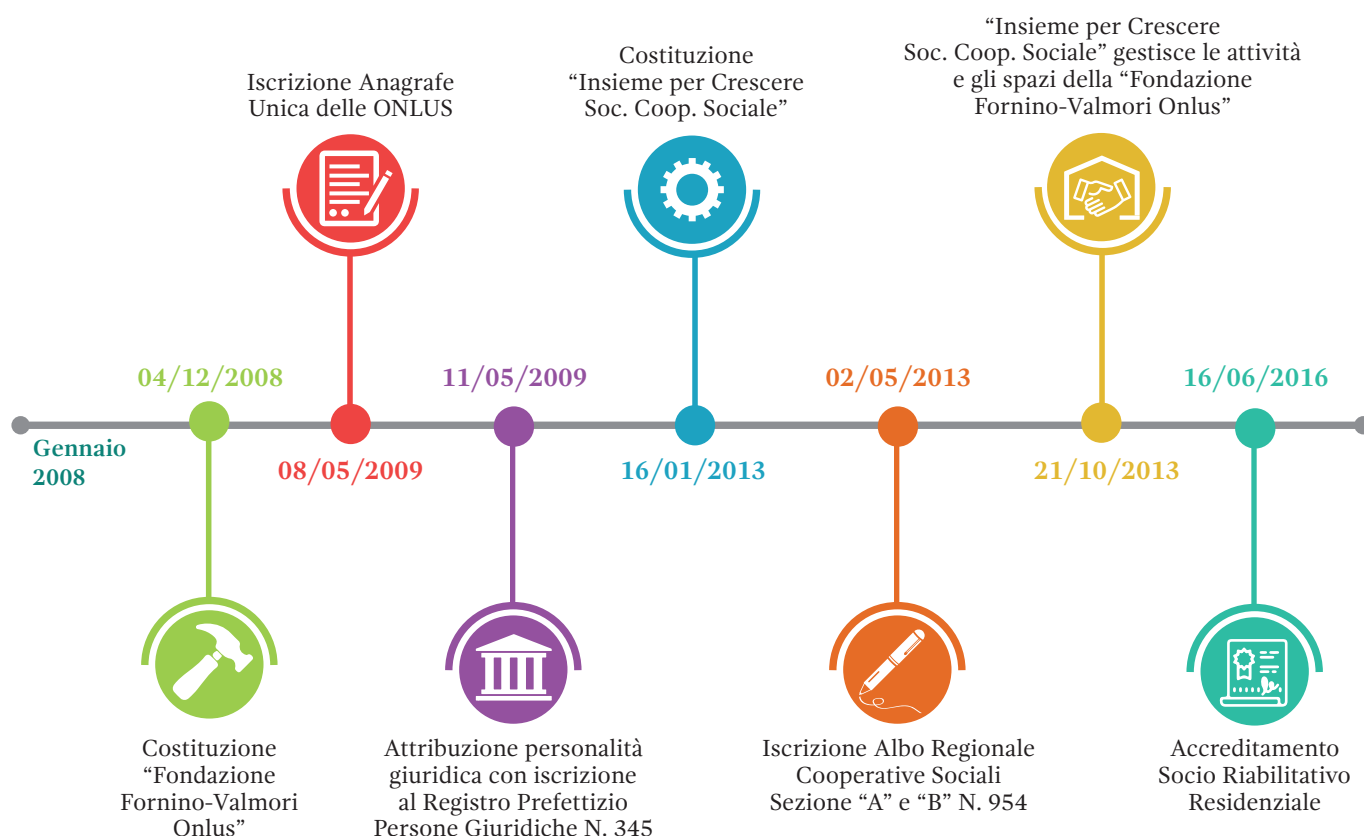 Iscrizione Anagrafe
Unica delle ONLUS
Costituzione
“Insieme per Crescere
Soc. Coop. Sociale”
“Insieme per Crescere
Soc. Coop. Sociale” gestisce le attività
e gli spazi della “Fondazione
Fornino-Valmori Onlus”
04/12/2008
11/05/2009
02/05/2013
16/06/2016
Gennaio
2008
08/05/2009
16/01/2013
21/10/2013
Costituzione
“Fondazione
Fornino-Valmori
Onlus”
Attribuzione personalità
giuridica con iscrizione
al Registro Prefettizio
Persone Giuridiche N. 345
Iscrizione Albo Regionale
Cooperative Sociali
Sezione “A” e “B” N. 954
Accreditamento
Socio Riabilitativo
Residenziale